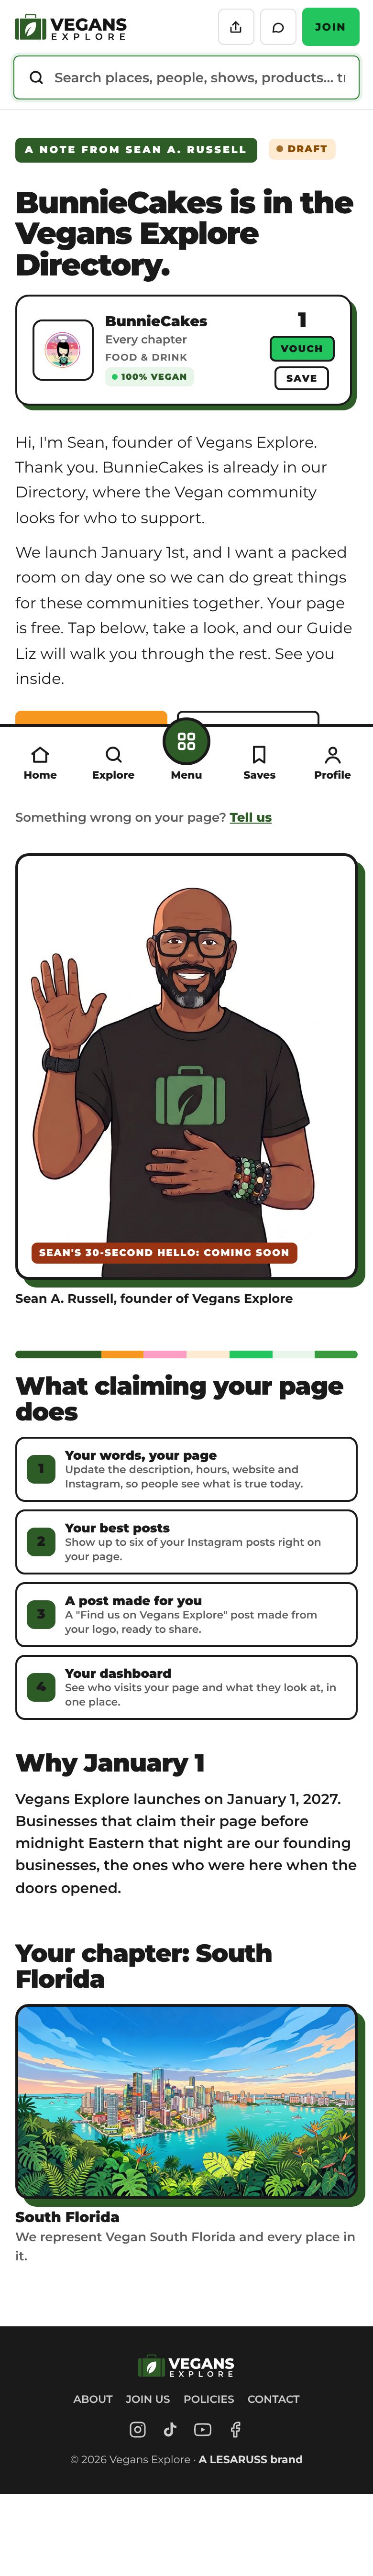 VEGANS
EXPLORE
JOIN
Search places, people, shows, products... tr
A NOTE FROM SEAN A. RUSSELL
DRAFT
BunnieCakes is in the
Vegans Explore
Directory.
BunnieCakes
Every chapter
FOOD & DRINK
100% VEGAN
1
VOUCH
SAVE
Hi, I'm Sean, founder of Vegans Explore.
Thank you. BunnieCakes is already in our
Directory, where the Vegan community
looks for who to support.
We launch January 1st, and I want a packed
room on day one so we can do great things
for these communities together. Your page
is free. Tap below, take a look, and our Guide
Liz will walk you through the rest. See you
inside.
Home
Explore
Menu
Saves
Profile
Something wrong on your page? Tell us
SEAN'S 30-SECOND HELLO: COMING SOON
Sean A. Russell, founder of Vegans Explore
What claiming your page
does
1
Your words, your page
Update the description, hours, website and
Instagram, so people see what is true today.
2
Your best posts
Show up to six of your Instagram posts right on
your page.
3
A post made for you
A "Find us on Vegans Explore" post made from
your logo, ready to share.
4
Your dashboard
See who visits your page and what they look at, in
one place.
Why January 1
Vegans Explore launches on January 1, 2027.
Businesses that claim their page before
midnight Eastern that night are our founding
businesses, the ones who were here when the
doors opened.
Your chapter: South
Florida
South Florida
We represent Vegan South Florida and every place in
it.
VEGANS
EXPLORE
ABOUT
JOIN US
POLICIES
CONTACT
© 2026 Vegans Explore · A LESARUSS brand